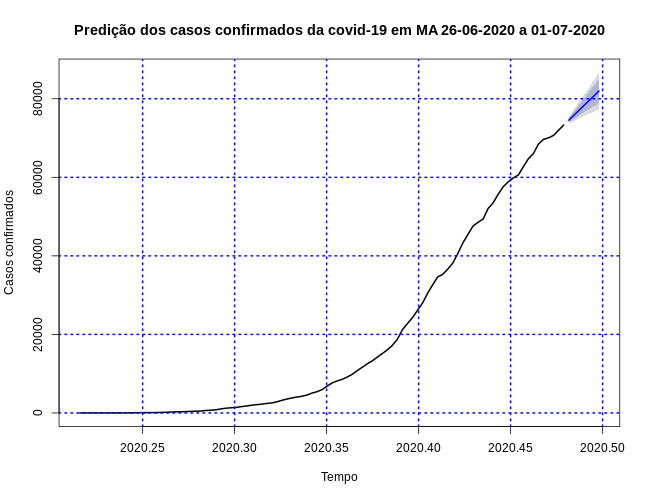 Predição dos casos confirmados da covid-19 em MA 26-06-2020 a 01-07-2020
80000
60000
40000
20000
0
Casos confirmados
2020.25 2020.30 2020.35 2020.40 2020.45 2020.50
Tempo